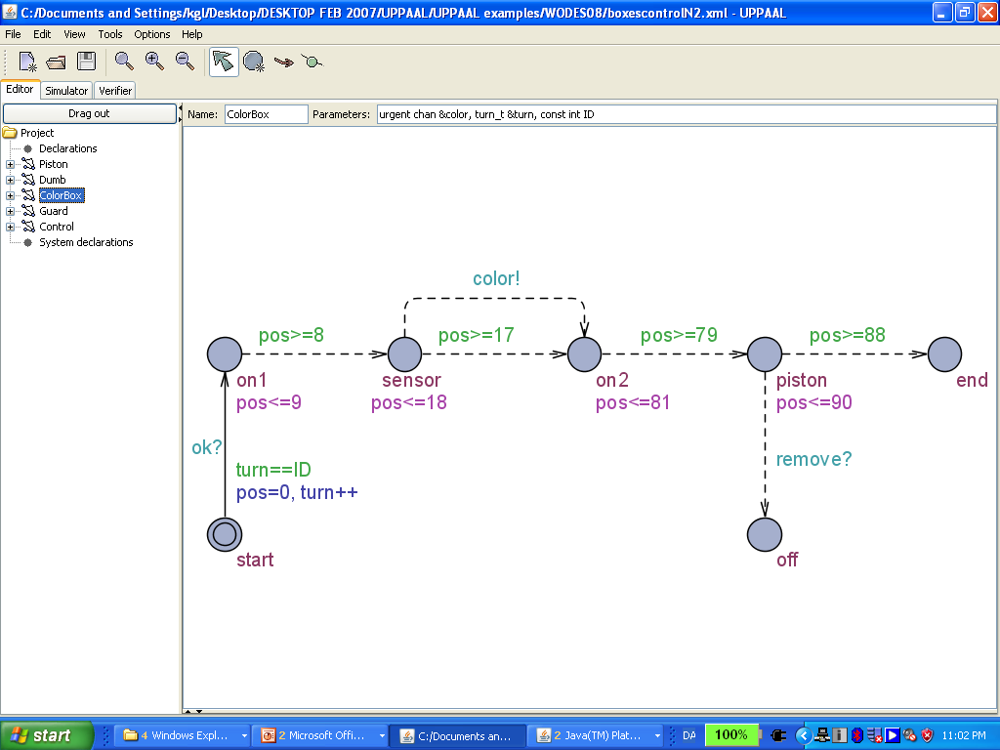 C:/Documents and Settings/kgl/Desktop/DESKTOP FEB 2007/UPPAAL/UPPAAL examples/WODES08/boxescontrolN2.xml - UPPAAL
File Edit View Tools Options Help
Editor Simulator Verifier
Drag out
Name: ColorBox Parameters: urgent chan &color, turn_t &turn, const int ID
Project
Declarations
Piston
Dumb
ColorBox
Guard
Control
System declarations
color!
pos>=8 pos>=17 pos>=79 pos>=88
on1 sensor on2 piston end
pos<=9 pos<=18 pos<=81 pos<=90
ok? remove?
turn==ID
pos=0, turn++
start off
start 4 Windows Expl... 2 Microsoft Offi... C:/Documents an... 2 Java(TM) Plat... DA 100% 11:02 PM